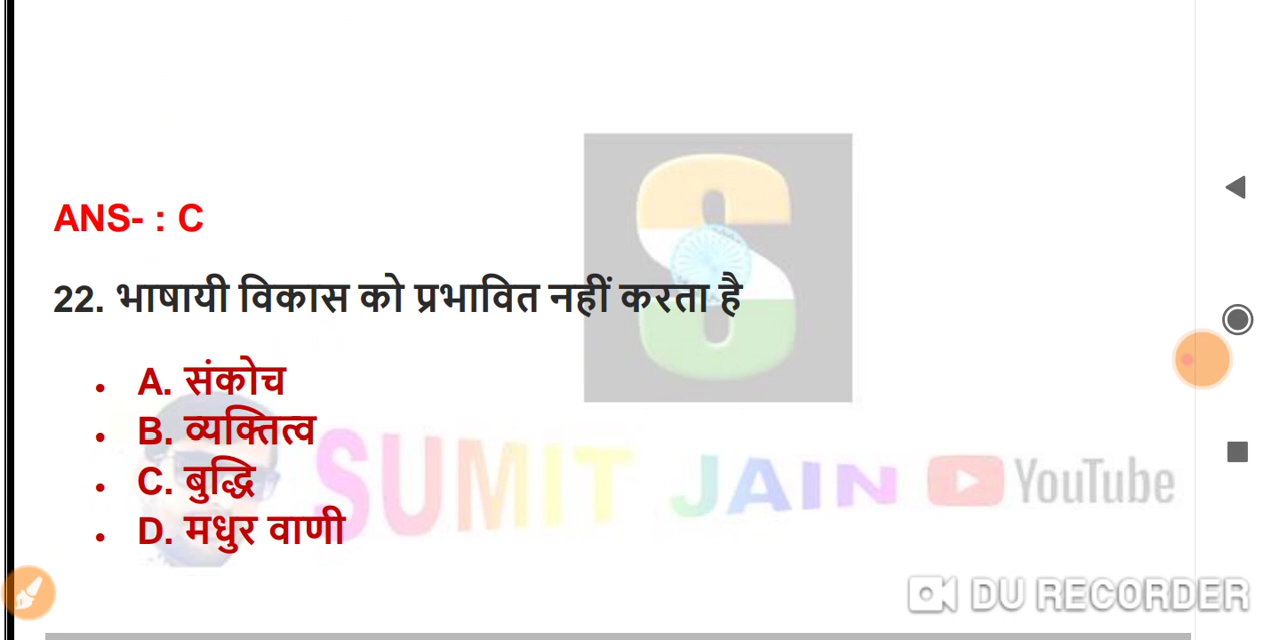 ANS- : C
22. भाषायी विकास को प्रभावित नहीं करता है
• A. संकोच
• B. व्यक्तित्व
• C. बुद्धि
• D. मधुर वाणी
S
SUMIT JAIN YouTube
DU RECORDER